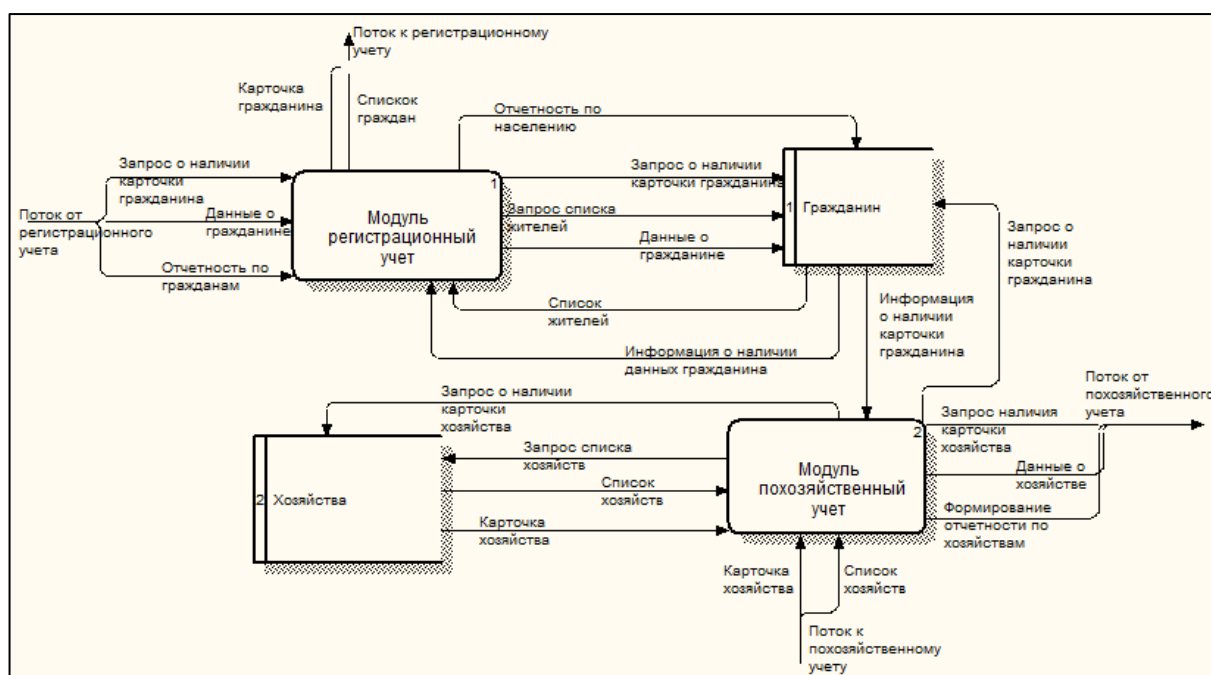 Поток к регистрационному
учету
Карточка
гражданина
Спискок
граждан
Отчетность по
населению
Запрос о наличии
карточки
гражданина
Поток от
регистрационного
учета
Данные о
гражданине
Отчетность по
гражданам
1
Модуль
регистрационный
учет
Запрос о наличии
карточки гражданина
Запрос списка
жителей
Данные о
гражданине
1
Гражданин
Запрос о
наличии
карточки
гражданина
Список
жителей
Информация о наличии
данных гражданина
Информация
о наличии
карточки
гражданина
Запрос о наличии
карточки
хозяйства
Запрос списка
хозяйств
Список
хозяйств
Карточка
хозяйства
2
Хозяйства
2
Модуль
похозяйственный
учет
Поток от
похозяйственного
учета
Запрос наличия
карточки
хозяйства
Данные о
хозяйстве
Формирование
отчетности по
хозяйствам
Карточка
хозяйства
Список
хозяйств
Поток к
похозяйственному
учету